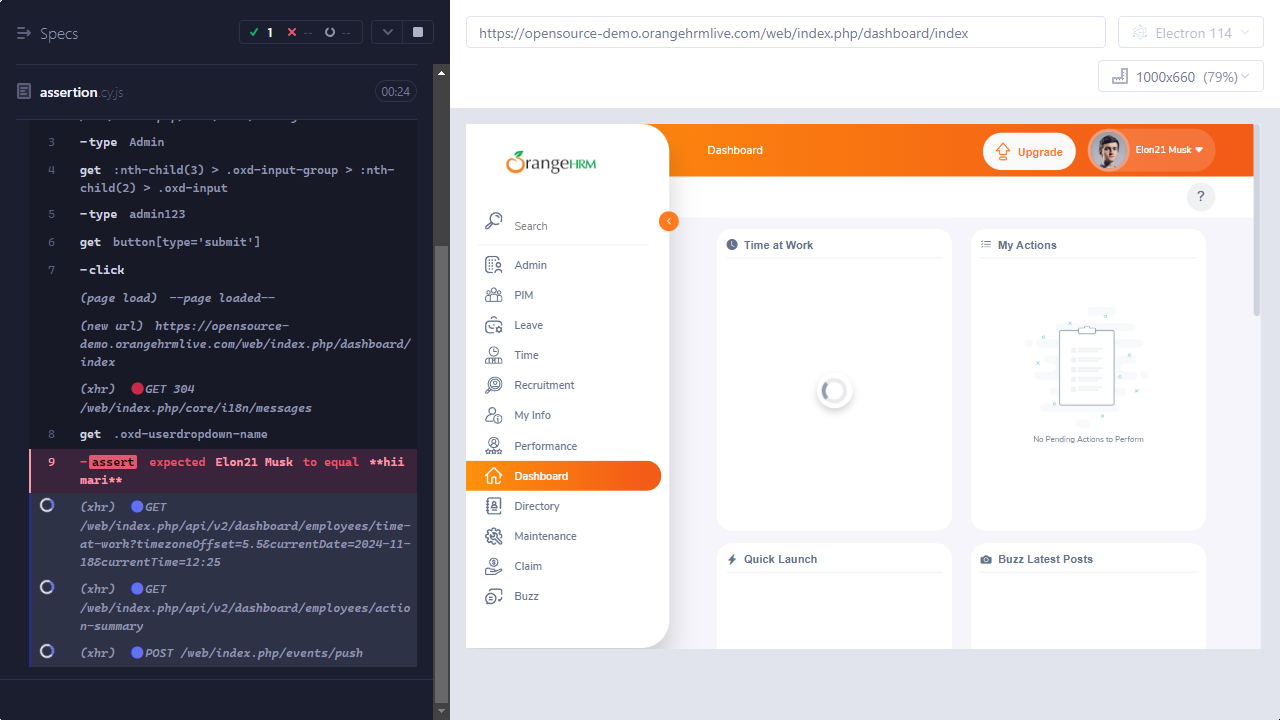 Specs
1
--
--
https://opensource-demo.orangehrmlive.com/web/index.php/dashboard/index
Electron 114
1000x660 (79%)
assertion.cy.js
00:24
3 -type Admin
4 get :nth-child(3) > .oxd-input-group > :nth-
child(2) > .oxd-input
5 -type admin123
6 get button[type='submit']
7 -click
(page load) --page loaded--
(new url) https://opensource-
demo.orangehrmlive.com/web/index.php/dashboard/
index
(xhr) GET 304
/web/index.php/core/i18n/messages
8 get .oxd-userdropdown-name
9 -assert expected Elon21 Musk to equal **hii
mari**
(xhr) GET
/web/index.php/api/v2/dashboard/employees/time-
at-work?timezoneOffset=5.5&currentDate=2024-11-
18&currentTime=12:25
(xhr) GET
/web/index.php/api/v2/dashboard/employees/actio
n-summary
(xhr) POST /web/index.php/events/push
OrangeHRM
Search
Admin
PIM
Leave
Time
Recruitment
My Info
Performance
Dashboard
Directory
Maintenance
Claim
Buzz
Dashboard
Upgrade
Elon21 Musk
?
Time at Work
My Actions
No Pending Actions to Perform
Quick Launch
Buzz Latest Posts